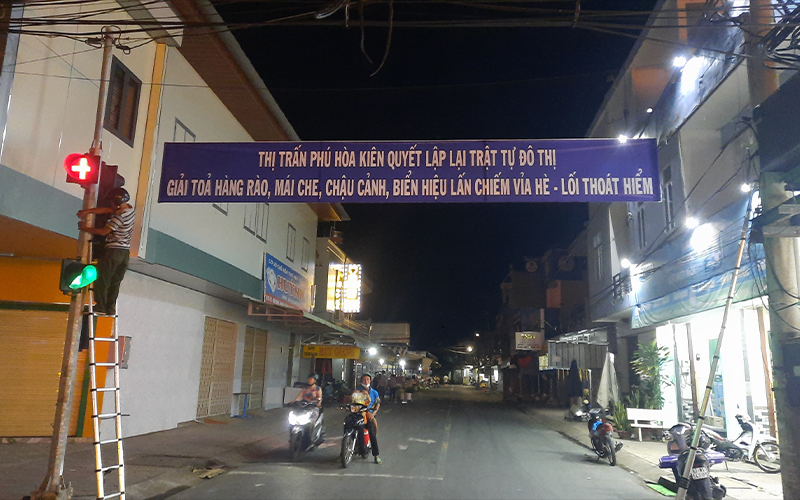 THỊ TRẤN PHÚ HÒA KIÊN QUYẾT LẬP LẠI TRẬT TỰ ĐÔ THỊ
GIẢI TOẢ HÀNG RÀO, MÁI CHE, CHẬU CẢNH, BIỂN HIỆU LẤN CHIẾM VỈA HÈ - LỐI THOÁT HIỂM